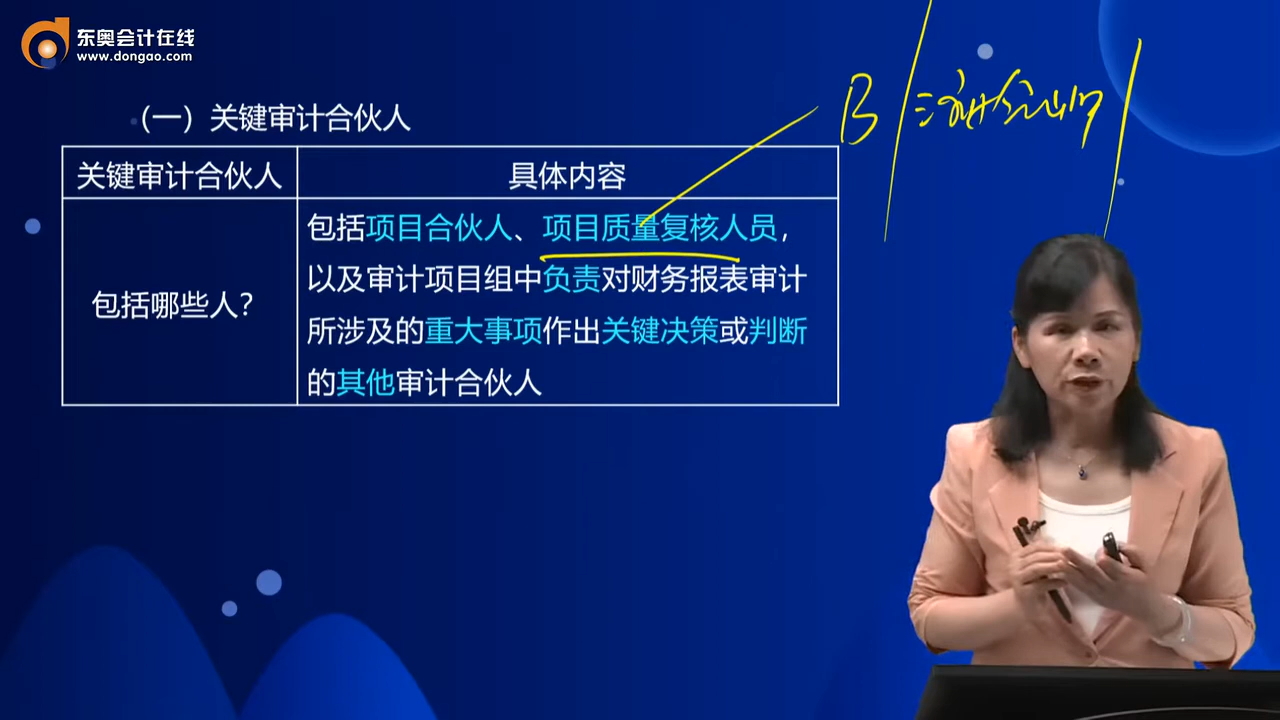 东奥会计在线
www.dongao.com
（一）关键审计合伙人
关键审计合伙人
具体内容
包括哪些人？
包括项目合伙人、项目质量复核人员，
以及审计项目组中负责对财务报表审计
所涉及的重大事项作出关键决策或判断
的其他审计合伙人
B